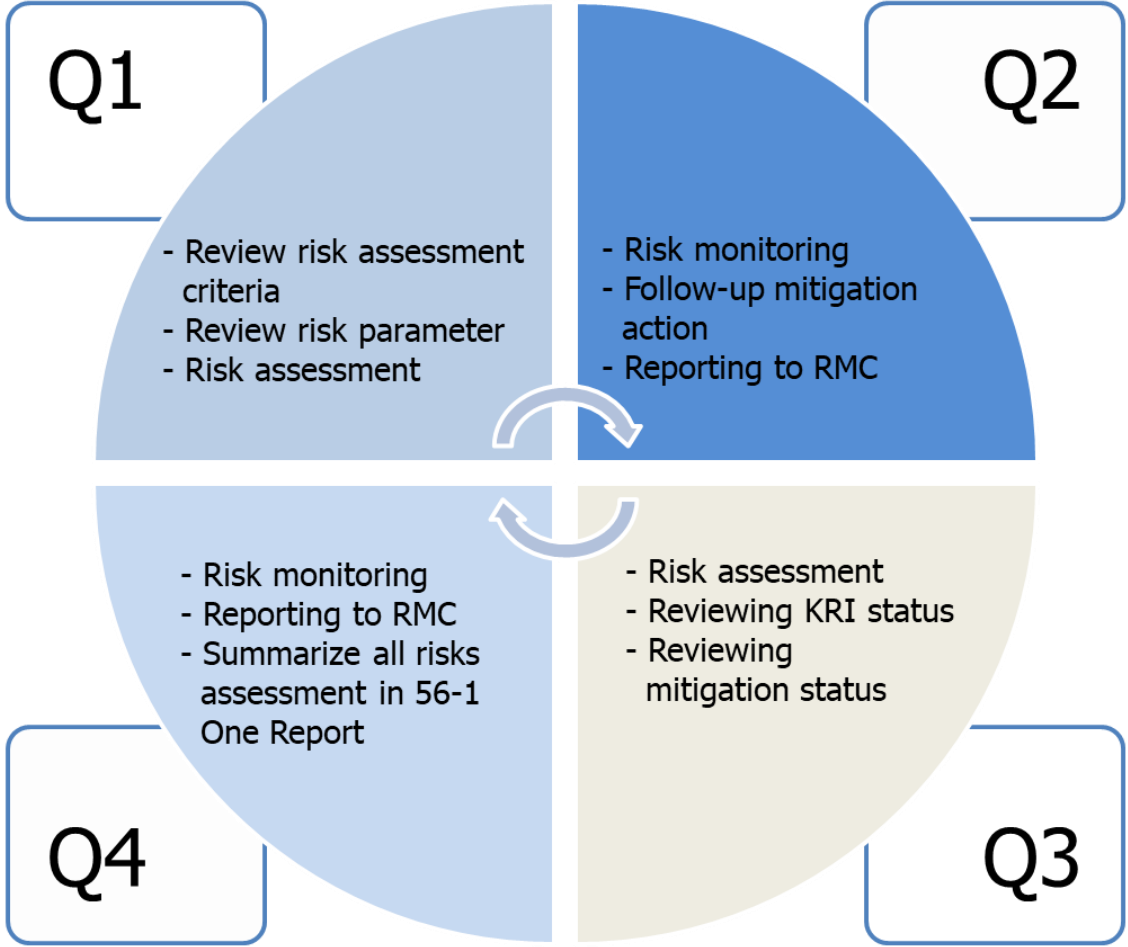 Q1
- Review risk assessment
criteria
- Review risk parameter
- Risk assessment
Q2
- Risk monitoring
- Follow-up mitigation
action
- Reporting to RMC
Q3
- Risk assessment
- Reviewing KRI status
- Reviewing
mitigation status
Q4
- Risk monitoring
- Reporting to RMC
- Summarize all risks
assessment in 56-1
One Report